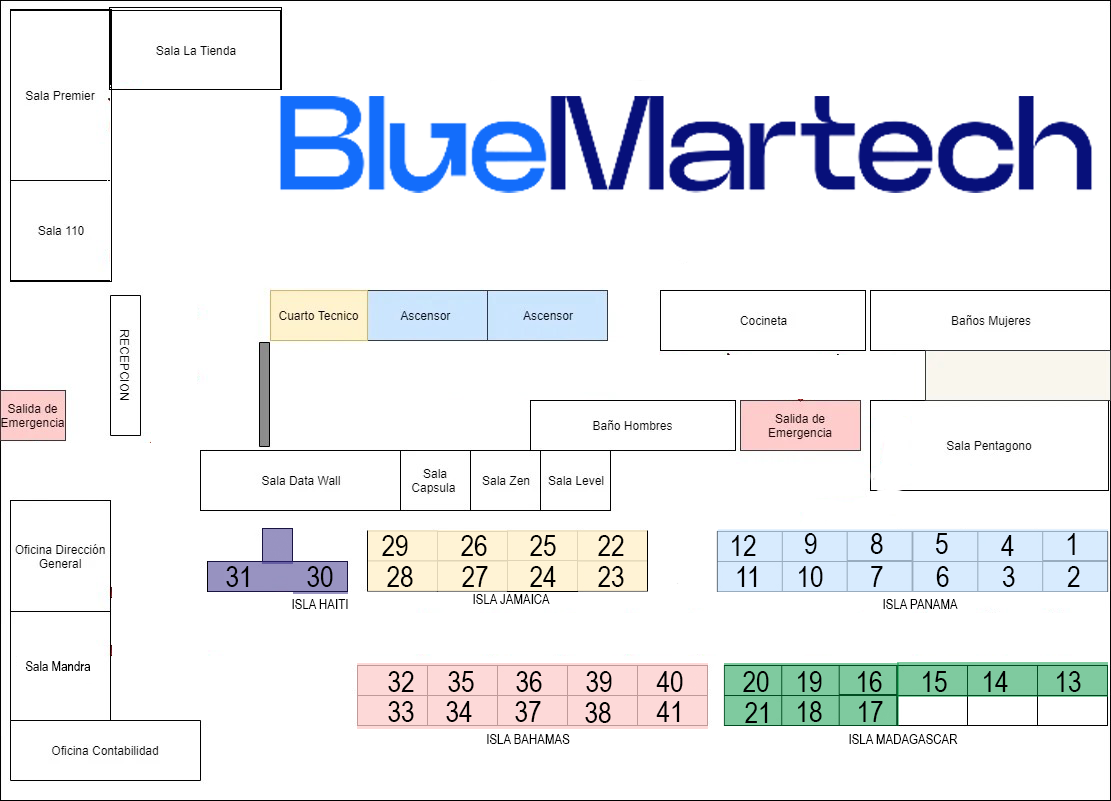 Sala La Tienda
Sala Premier
BlueMartech
Sala 110
Cuarto Tecnico
Ascensor
Ascensor
Cocineta
Baños Mujeres
RECEPCION
Salida de
Emergencia
Baño Hombres
Salida de
Emergencia
Sala Pentagono
Sala Data Wall
Sala
Capsula
Sala Zen
Sala Level
Oficina Dirección
General
29 26 25 22
28 27 24 23
ISLA JAMAICA
31 30
ISLA HAITI
12 9 8 5 4 1
11 10 7 6 3 2
ISLA PANAMA
Sala Mandra
32 35 36 39 40
33 34 37 38 41
ISLA BAHAMAS
20 19 16 15 14 13
21 18 17
ISLA MADAGASCAR
Oficina Contabilidad